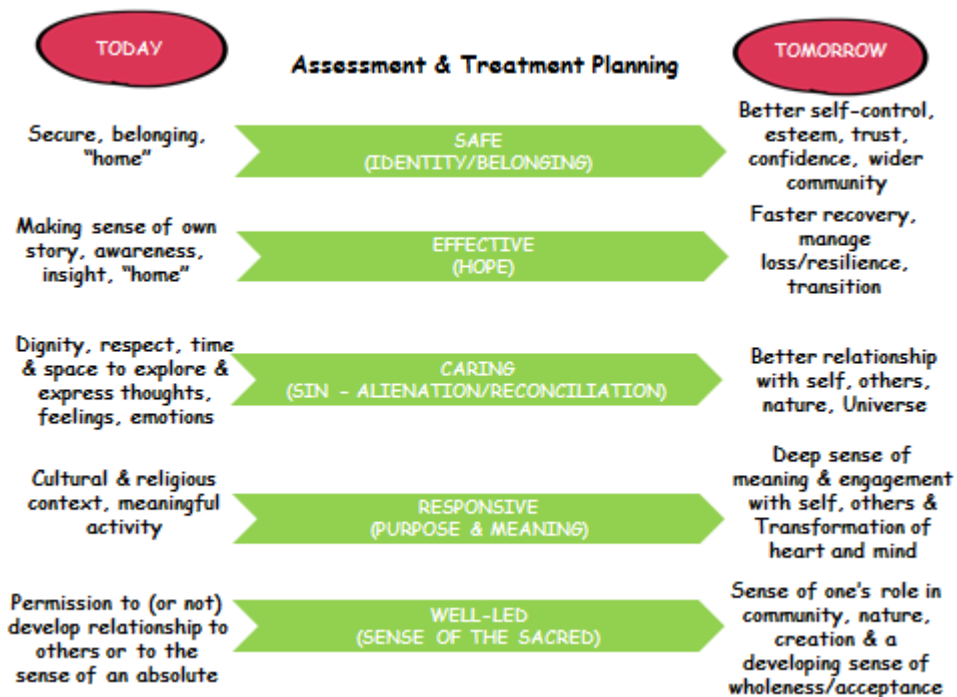 TODAY
Assessment & Treatment Planning
TOMORROW
Secure, belonging,
"home"
SAFE
(IDENTITY/BELONGING)
Better self-control,
esteem, trust,
confidence, wider
community
Making sense of own
story, awareness,
insight, "home"
EFFECTIVE
(HOPE)
Faster recovery,
manage
loss/resilience,
transition
Dignity, respect, time
& space to explore &
express thoughts,
feelings, emotions
CARING
(SIN - ALIENATION/RECONCILIATION)
Better relationship
with self, others,
nature, Universe
Cultural & religious
context, meaningful
activity
RESPONSIVE
(PURPOSE & MEANING)
Deep sense of
meaning & engagement
with self, others &
Transformation of
heart and mind
Permission to (or not)
develop relationship to
others or to the
sense of an absolute
WELL-LED
(SENSE OF THE SACRED)
Sense of one's role in
community, nature,
creation & a
developing sense of
wholeness/acceptance